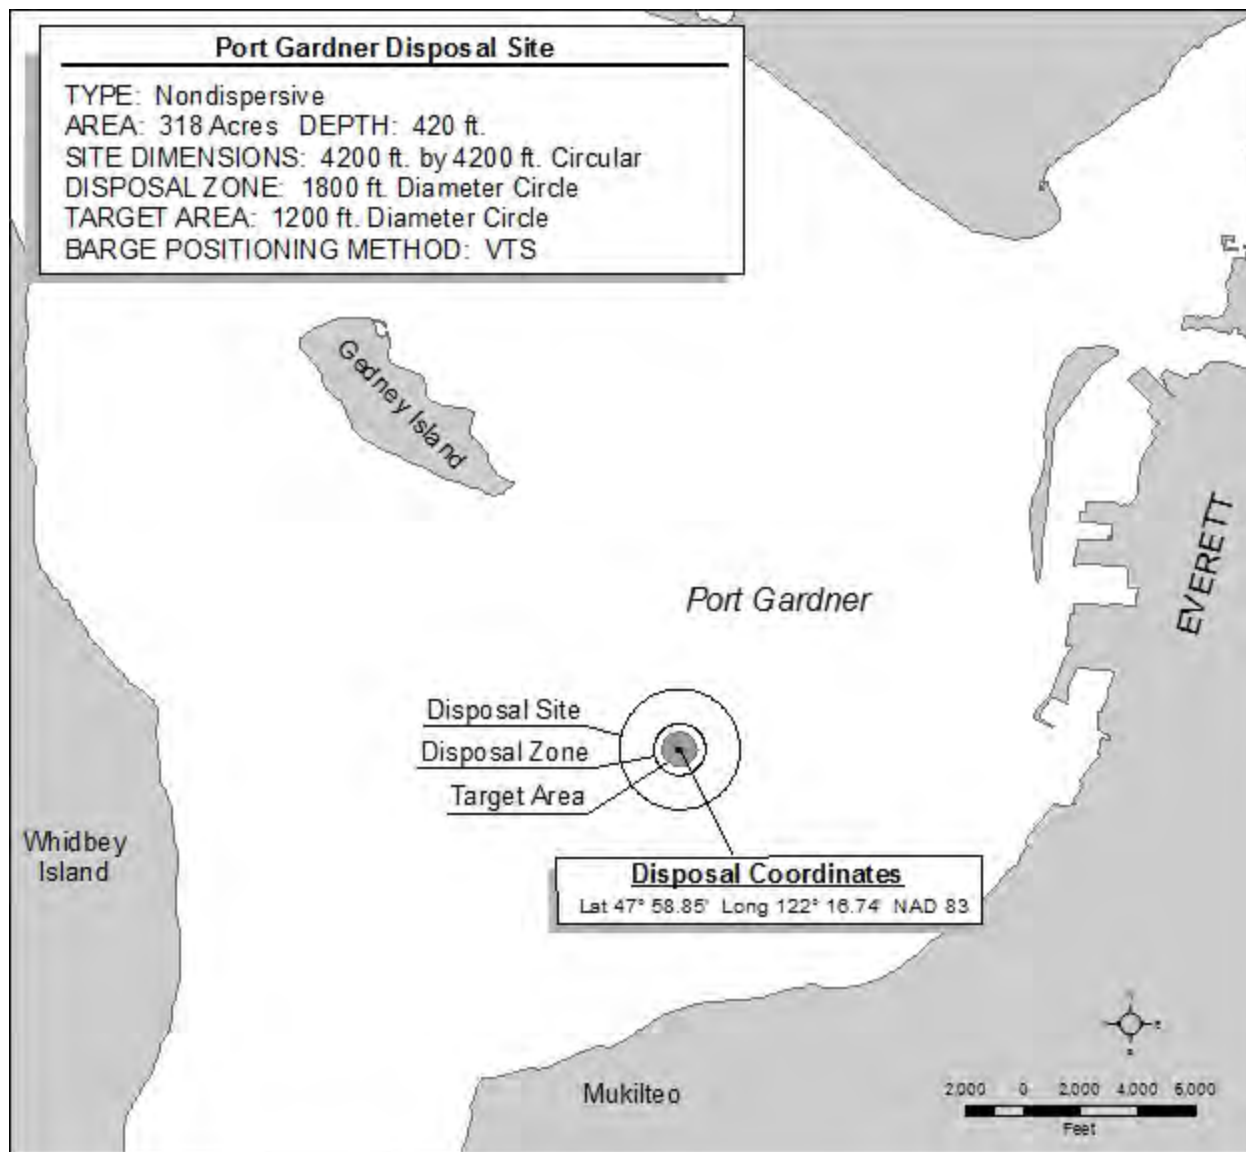 Port Gardner Disposal Site
TYPE: Nondispersive
AREA: 318 Acres DEPTH: 420 ft.
SITE DIMENSIONS: 4200 ft. by 4200 ft. Circular
DISPOSAL ZONE: 1800 ft. Diameter Circle
TARGET AREA: 1200 ft. Diameter Circle
BARGE POSITIONING METHOD: VTS
Gedney Island
EVERETT
Port Gardner
Disposal Site
Disposal Zone
Target Area
Whidbey
Island
Disposal Coordinates
Lat 47° 58.85' Long 122° 16.74' NAD 83
Mukilteo
2,000 0 2,000 4,000 6,000
Feet